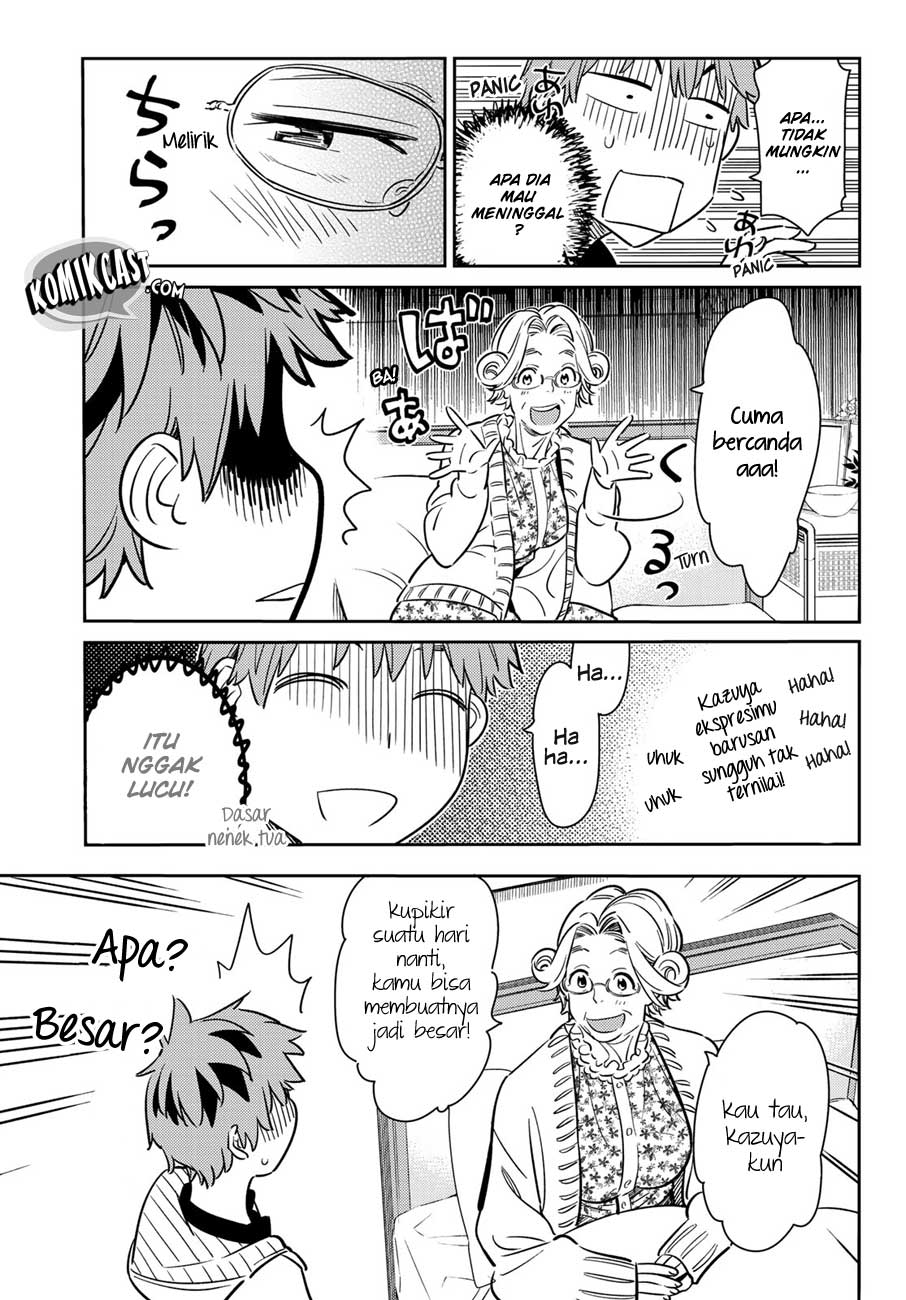 APA...
TIDAK
MUNGKIN
...
PANIC
あわ
APA DIA
MAU
MENINGGAL
?
あわ
PANIC
ちらっ
Melirik
KOMIKCAST
.COM
Cuma
bercanda
aaa!
くるっ
Turn
ばぁ
BA!
Haha!
Haha!
Haha!
Kazuya
ekspresimu
barusan
sungguh tak
ternilai!
uhuk
uhuk
Ha...
Ha
ha...
ITU
NGGAK
LUCU!
Dasar
nenek tua
Kau tau,
Kazuya-
kun
Kupikir
suatu hari
nanti,
kamu bisa
membuatnya
jadi besar!
Apa?
Besar?